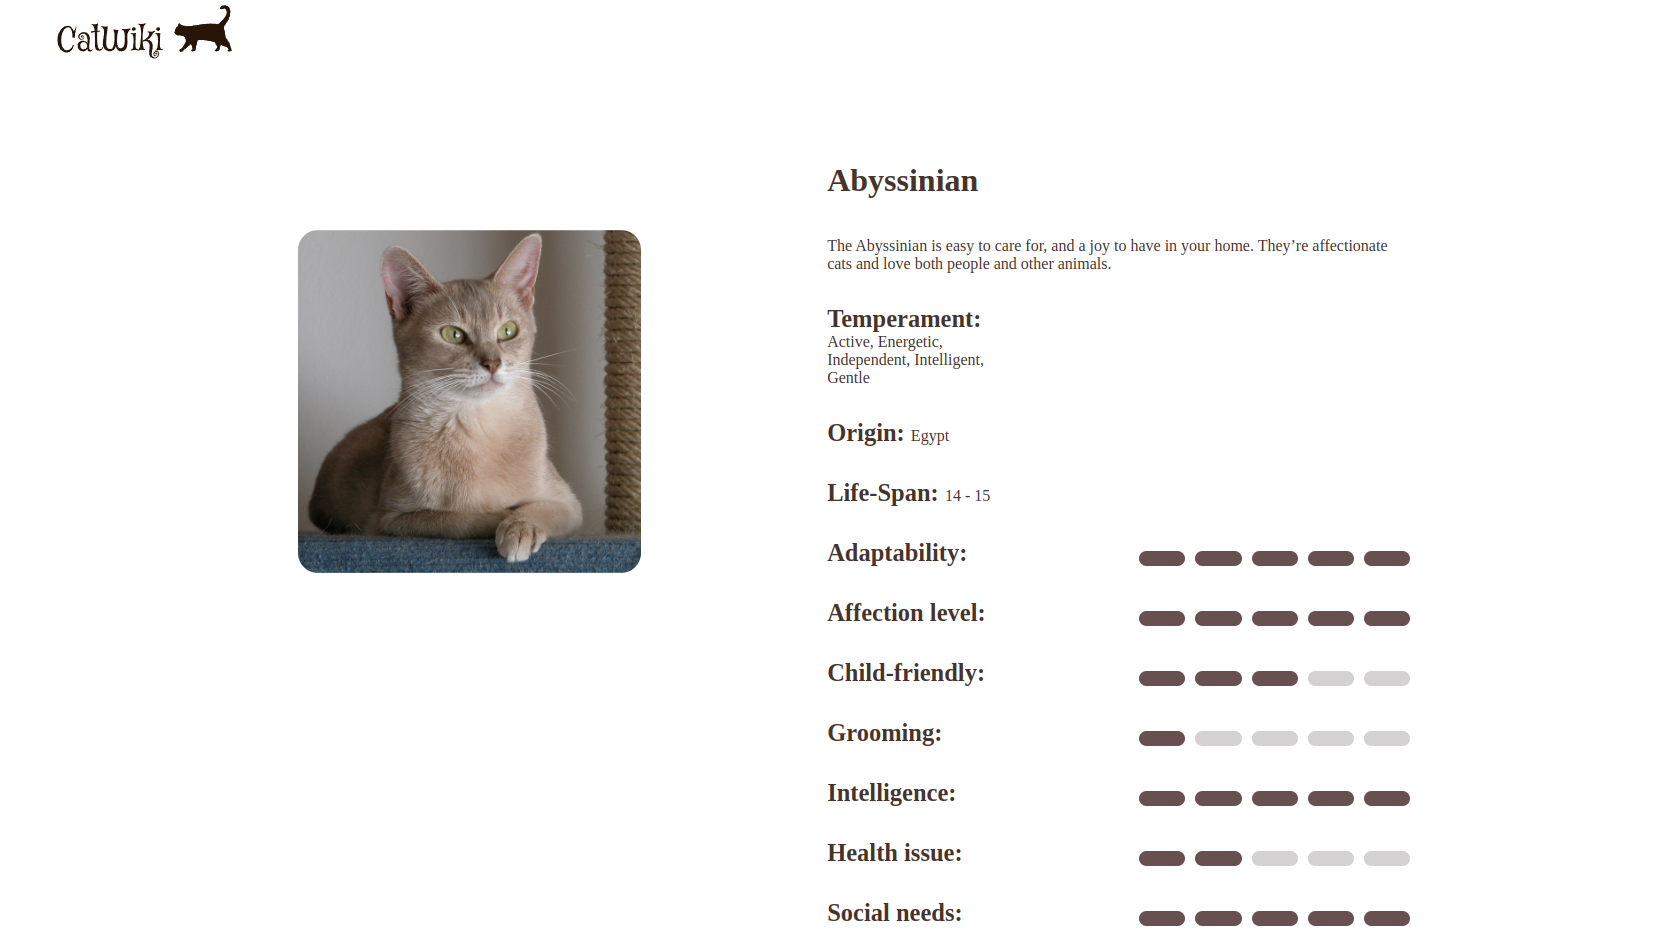 CatWiki
Abyssinian
The Abyssinian is easy to care for, and a joy to have in your home. They’re affectionate
cats and love both people and other animals.
Temperament:
Active, Energetic,
Independent, Intelligent,
Gentle
Origin: Egypt
Life-Span: 14 - 15
Adaptability:
Affection level:
Child-friendly:
Grooming:
Intelligence:
Health issue:
Social needs: